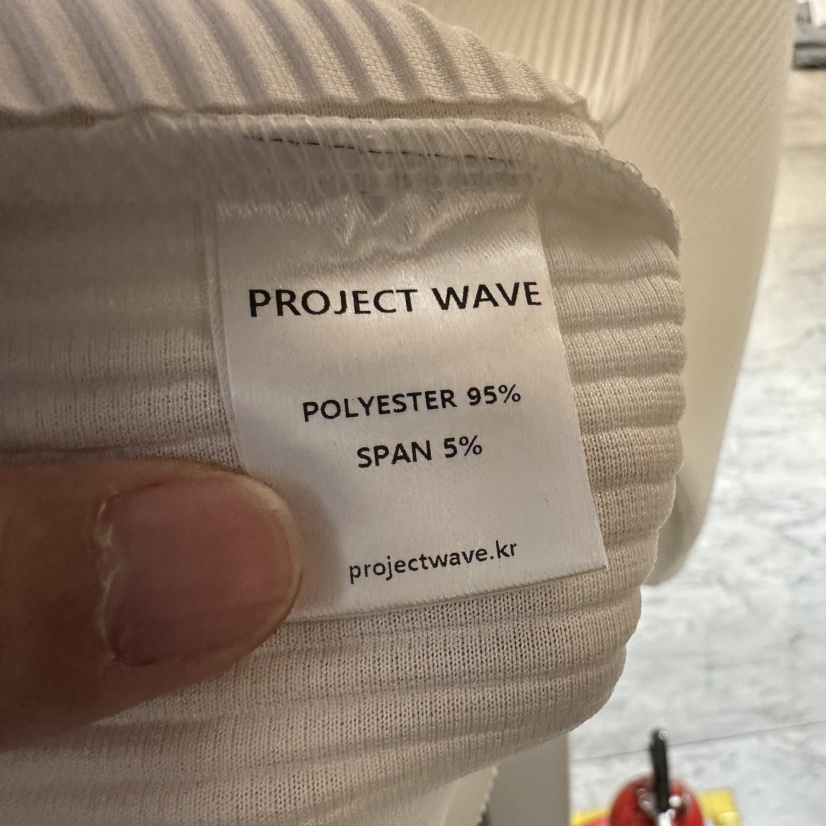 PROJECT WAVE
POLYESTER 95%
SPAN 5%
projectwave.kr